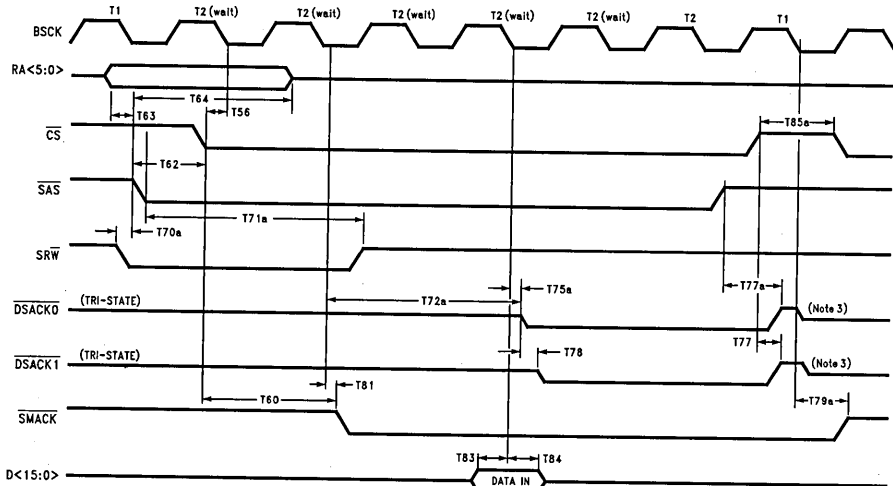 T1 T2 (wait) T2 (wait) T2 (wait) T2 (wait) T2 (wait) T2 T1
BSCK
RA<5:0>
T64
T63 T56
T85a
CS
T62
SAS
T71a
T70a
SRW
T75a
T72a T77a
DSACK0 (TRI-STATE) (Note 3)
T78 T77
DSACK1 (TRI-STATE) (Note 3)
T81
T60 T79a
SMACK
T83 T84
D<15:0> DATA IN